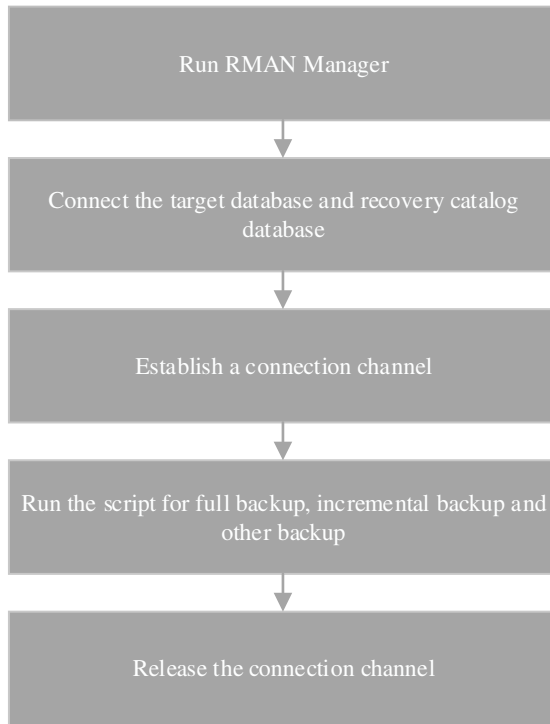 Run RMAN Manager
Connect the target database and recovery catalog
database
Establish a connection channel
Run the script for full backup, incremental backup and
other backup
Release the connection channel